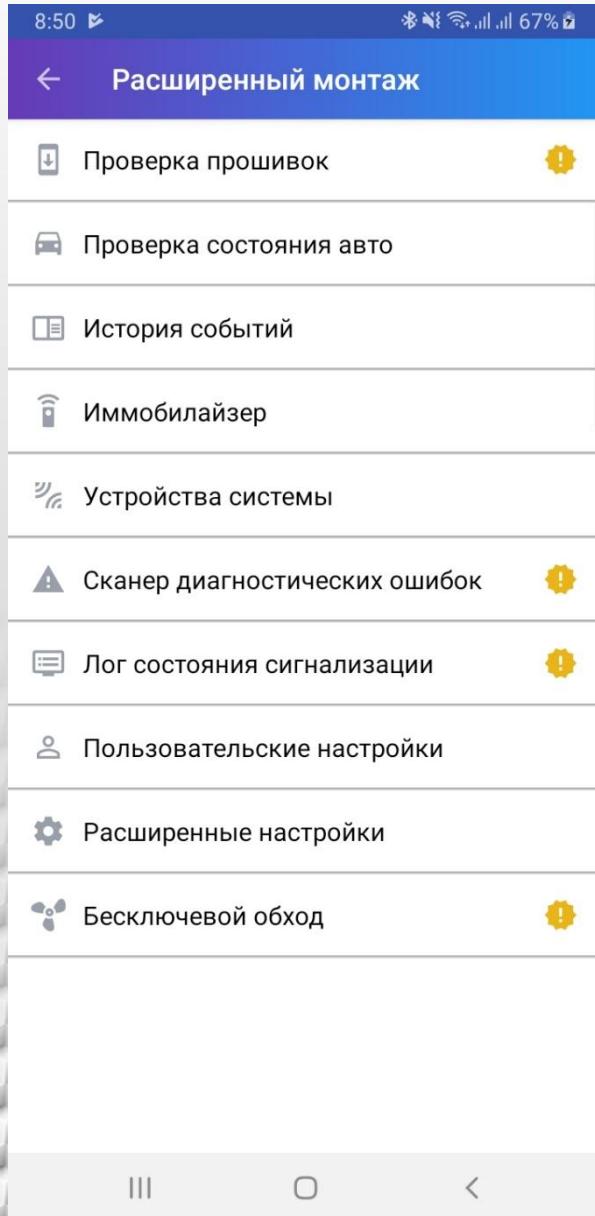 8:50 67%
Расширенный монтаж
Проверка прошивок
Проверка состояния авто
История событий
Иммобилайзер
Устройства системы
Сканер диагностических ошибок
Лог состояния сигнализации
Пользовательские настройки
Расширенные настройки
Бесключевой обход